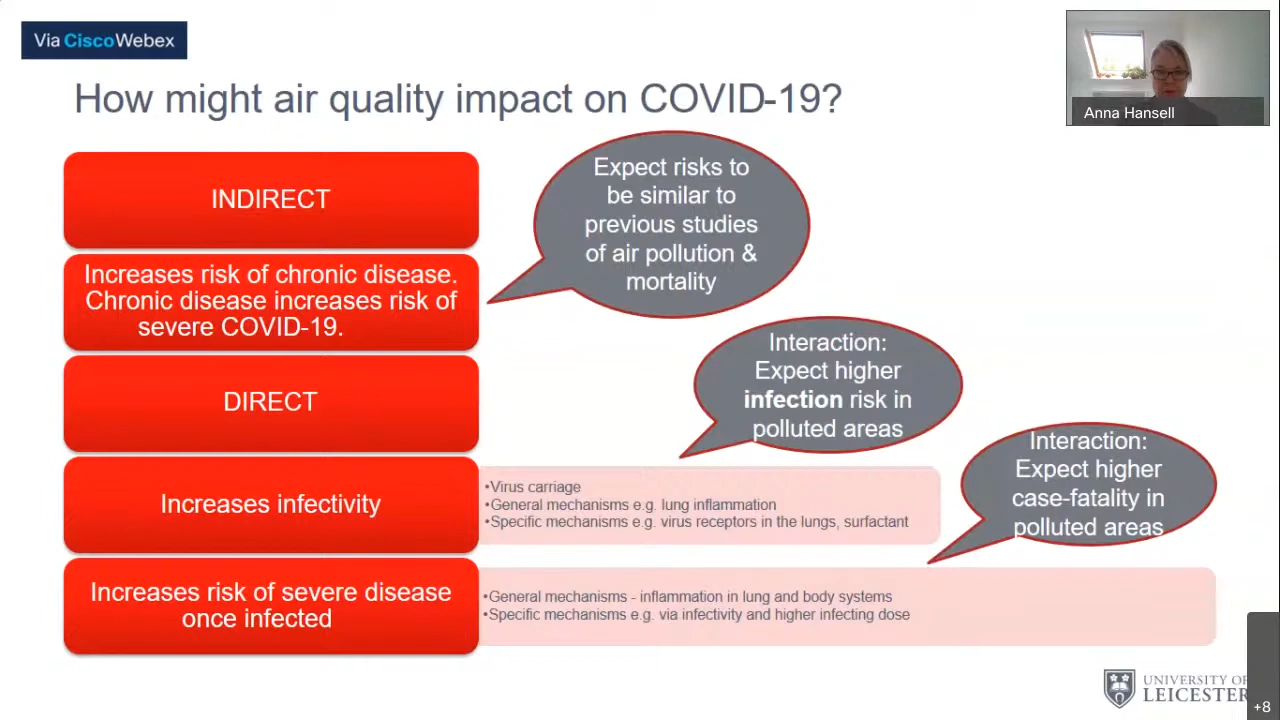 Via Cisco Webex
How might air quality impact on COVID-19?
Anna Hansell
INDIRECT
Increases risk of chronic disease.
Chronic disease increases risk of
severe COVID-19.
Expect risks to
be similar to
previous studies
of air pollution &
mortality
DIRECT
Interaction:
Expect higher
infection risk in
polluted areas
Increases infectivity
•Virus carriage
•General mechanisms e.g. lung inflammation
•Specific mechanisms e.g. virus receptors in the lungs, surfactant
Interaction:
Expect higher
case-fatality in
polluted areas
Increases risk of severe disease
once infected
•General mechanisms - inflammation in lung and body systems
•Specific mechanisms e.g. via infectivity and higher infecting dose
UNIVERSITY OF
LEICESTER
+8